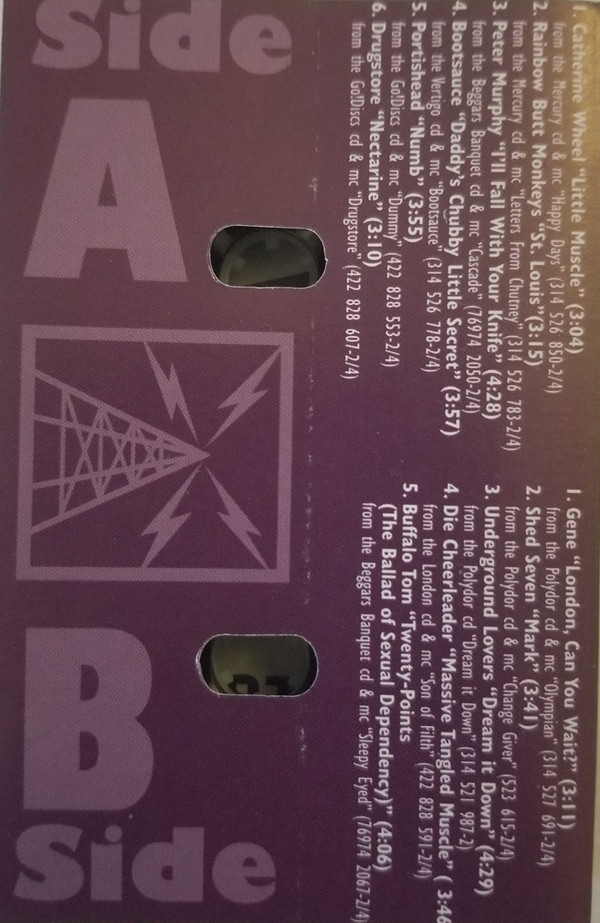 Side
A
1. Catherine Wheel "Little Muscle" (3:04)
from the Mercury cd & mc "Happy Days" (314 526 850-2/4)
2. Rainbow Butt Monkeys "St. Louis" (3:15)
from the Mercury cd & mc "Letters From Chutney" (314 526 783-2/4)
3. Peter Murphy "I'll Fall With Your Knife" (4:28)
from the Beggars Banquet cd & mc "Cascade" (76974 2050-2/4)
4. Bootsauce "Daddy's Chubby Little Secret" (3:57)
from the Vertigo cd & mc "Bootsauce" (314 526 778-2/4)
5. Portishead "Numb" (3:55)
from the Go!Discs cd & mc "Dummy" (422 828 553-2/4)
6. Drugstore "Nectarine" (3:10)
from the Go!Discs cd & mc "Drugstore" (422 828 607-2/4)
B
Side
1. Gene "London, Can You Wait?" (3:11)
from the Polydor cd & mc "Olympian" (314 527 691-2/4)
2. Shed Seven "Mark" (3:41)
from the Polydor cd & mc "Change Giver" (523 615-2/4)
3. Underground Lovers "Dream it Down" (4:29)
from the Polydor cd "Dream it Down" (314 521 987-2)
4. Die Cheerleader "Massive Tangled Muscle" ( 3:46
from the London cd & mc "Son of Filth" (422 828 591-2/4)
5. Buffalo Tom "Twenty-Points
(The Ballad of Sexual Dependency)" (4:06)
from the Beggars Banquet cd & mc "Sleepy Eyed" (76974 2067-2/4)